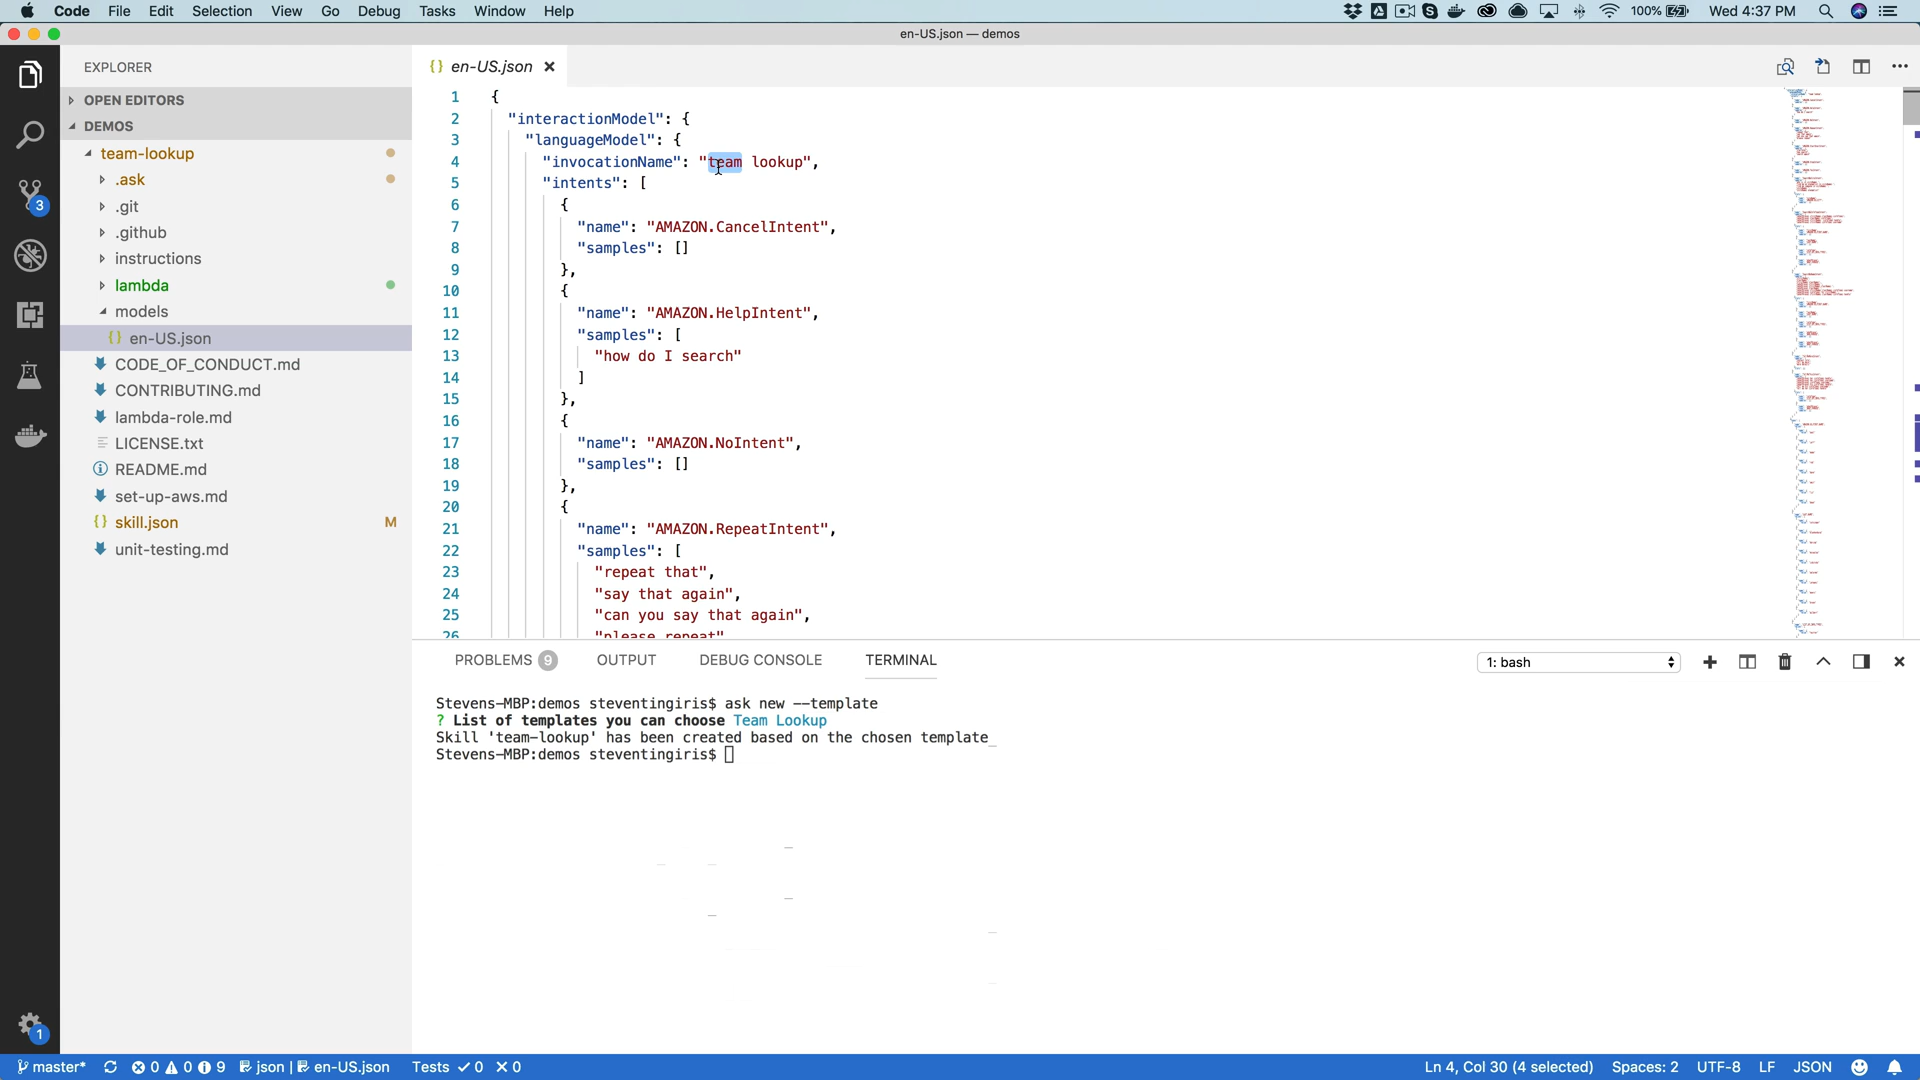 Code File Edit Selection View Go Debug Tasks Window Help 100% Wed 4:37 PM
en-US.json — demos
EXPLORER
OPEN EDITORS
DEMOS
team-lookup
.ask
.git
.github
instructions
lambda
models
{} en-US.json
CODE_OF_CONDUCT.md
CONTRIBUTING.md
lambda-role.md
LICENSE.txt
README.md
set-up-aws.md
{} skill.json M
unit-testing.md
3
1
{} en-US.json ×
1 {
2 "interactionModel": {
3 "languageModel": {
4 "invocationName": "team lookup",
5 "intents": [
6 {
7 "name": "AMAZON.CancelIntent",
8 "samples": []
9 },
10 {
11 "name": "AMAZON.HelpIntent",
12 "samples": [
13 "how do I search"
14 ]
15 },
16 {
17 "name": "AMAZON.NoIntent",
18 "samples": []
19 },
20 {
21 "name": "AMAZON.RepeatIntent",
22 "samples": [
23 "repeat that",
24 "say that again",
25 "can you say that again",
26 "please repeat"
PROBLEMS 9 OUTPUT DEBUG CONSOLE TERMINAL 1: bash
Stevens-MBP:demos steventingiris$ ask new --template
? List of templates you can choose Team Lookup
Skill 'team-lookup' has been created based on the chosen template
Stevens-MBP:demos steventingiris$
master* 0 0 9 json | en-US.json Tests ✓ 0 × 0 Ln 4, Col 30 (4 selected) Spaces: 2 UTF-8 LF JSON